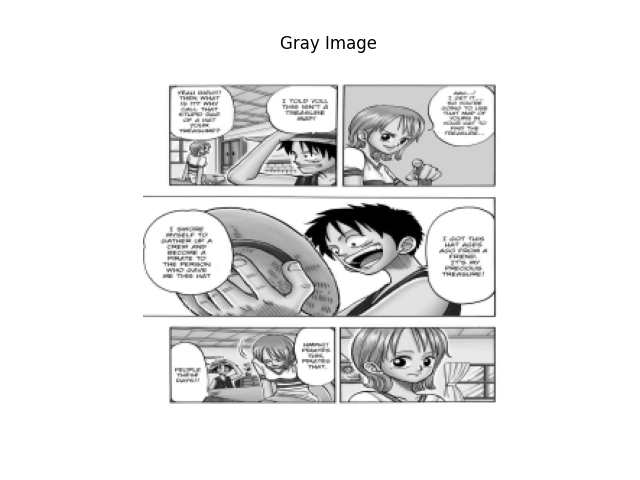 Gray Image
YEAH RIGHT!
THEN WHAT
IS IT? WHY
CALL THAT
STUPID RAG
OF A HAT
YOUR
TREASURE?
I TOLD YOU,
THIS ISN'T A
TREASURE
MAP!
AHH...!
I GET IT...
SO YOU'RE
GOING TO USE
THAT MAP OF
YOURS IN
YOUR HAT TO
FIND THE
TREASURE...
I SWORE
MYSELF TO
GATHER UP A
CREW AND
BECOME A
PIRATE TO
THE PERSON
WHO GAVE
ME THIS HAT
I GOT THIS
HAT AGES
AGO FROM A
FRIEND.
IT'S MY
PRECIOUS
TREASURE!
PEOPLE
THESE
DAYS!!
PIRATES
THIS,
PIRATES
THAT.